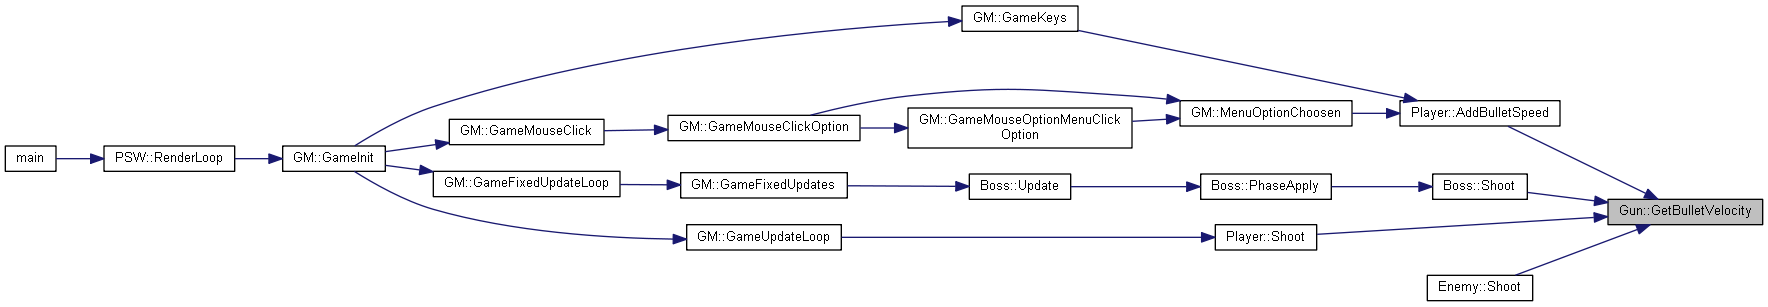 main
PSW::RenderLoop
GM::GameInit
GM::GameKeys
GM::GameMouseClick
GM::GameMouseClickOption
GM::GameMouseOptionMenuClick
Option
GM::MenuOptionChoosen
Player::AddBulletSpeed
GM::GameFixedUpdateLoop
GM::GameFixedUpdates
Boss::Update
Boss::PhaseApply
Boss::Shoot
Gun::GetBulletVelocity
GM::GameUpdateLoop
Player::Shoot
Enemy::Shoot